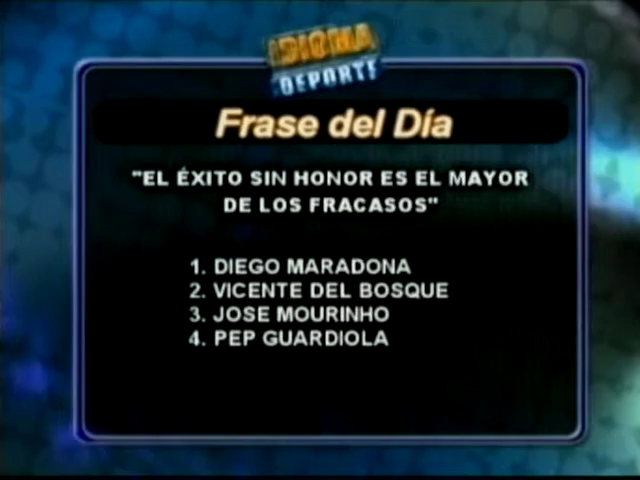 IDIOMA
DEPORTE
Frase del Día
"EL ÉXITO SIN HONOR ES EL MAYOR
DE LOS FRACASOS"
1. DIEGO MARADONA
2. VICENTE DEL BOSQUE
3. JOSE MOURINHO
4. PEP GUARDIOLA